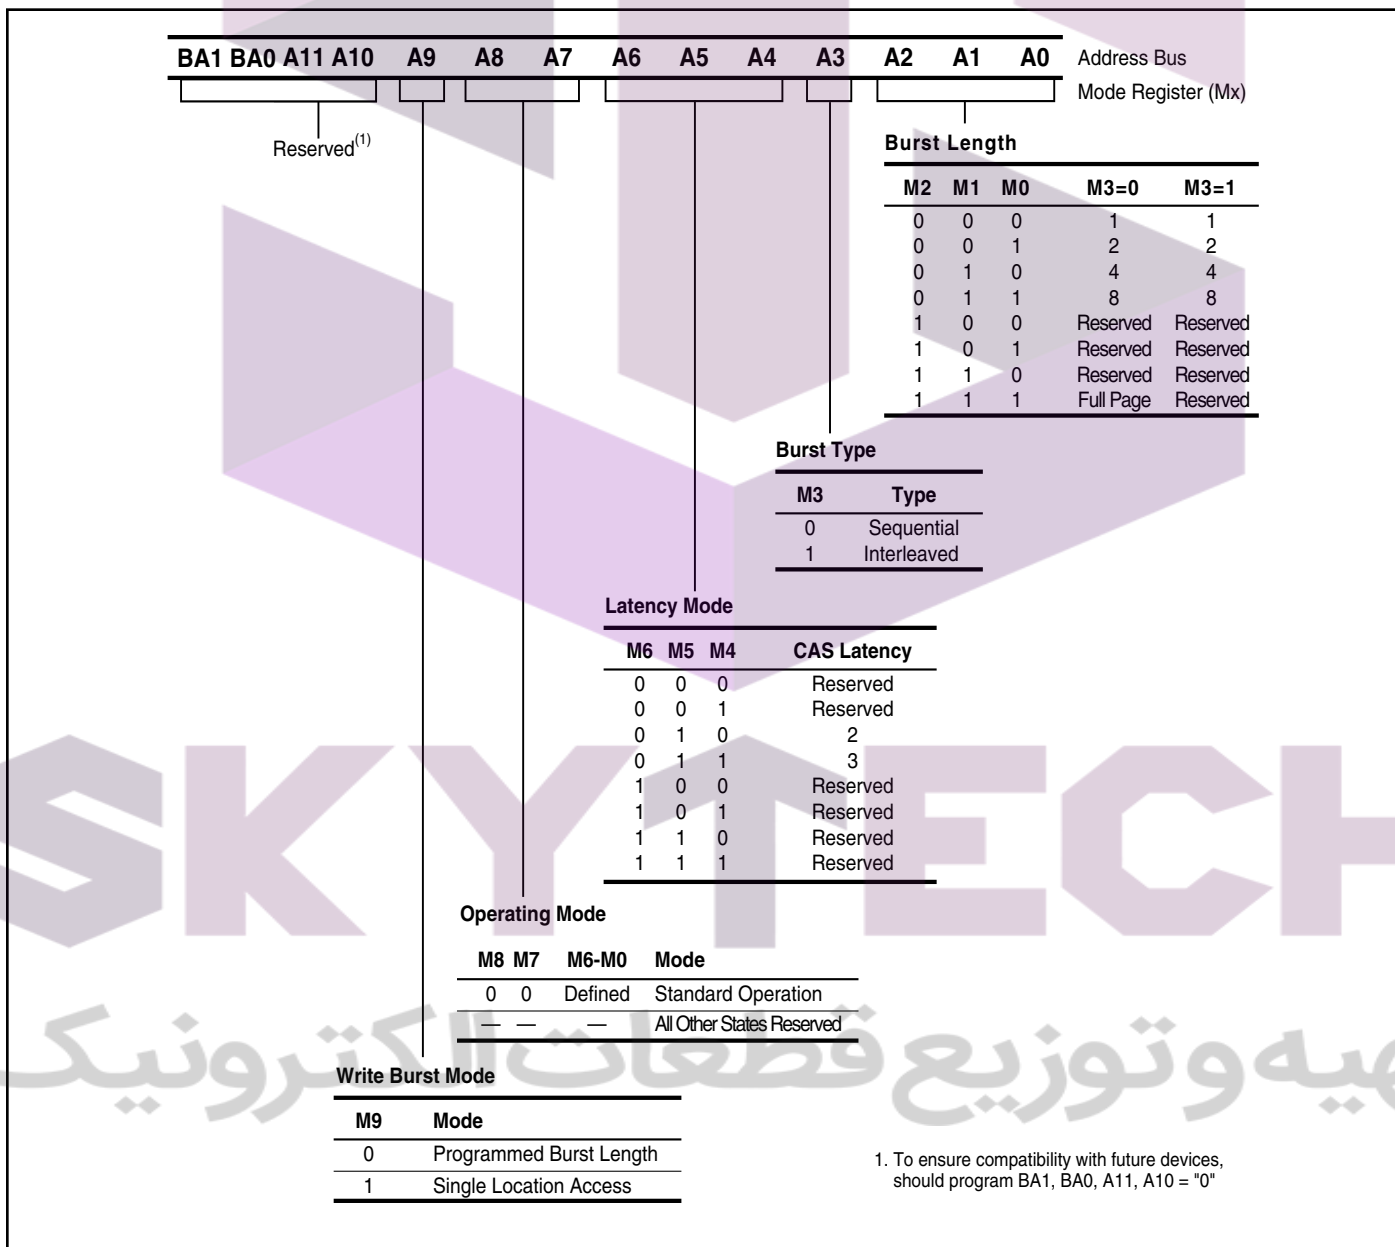 BA1 BA0 A11 A10 A9 A8 A7 A6 A5 A4 A3 A2 A1 A0 Address Bus
Mode Register (Mx)
Reserved(1)
Burst Length
M2 M1 M0 M3=0 M3=1
0 0 0 1 1
0 0 1 2 2
0 1 0 4 4
0 1 1 8 8
1 0 0 Reserved Reserved
1 0 1 Reserved Reserved
1 1 0 Reserved Reserved
1 1 1 Full Page Reserved
Burst Type
M3 Type
0 Sequential
1 Interleaved
Latency Mode
M6 M5 M4 CAS Latency
0 0 0 Reserved
0 0 1 Reserved
0 1 0 2
0 1 1 3
1 0 0 Reserved
1 0 1 Reserved
1 1 0 Reserved
1 1 1 Reserved
SKYTECH
Operating Mode
M8 M7 M6-M0 Mode
0 0 Defined Standard Operation
— — — All Other States Reserved
هیه و توزیع قطعات الکترونیک
Write Burst Mode
M9 Mode
0 Programmed Burst Length
1 Single Location Access
1. To ensure compatibility with future devices,
should program BA1, BA0, A11, A10 = "0"